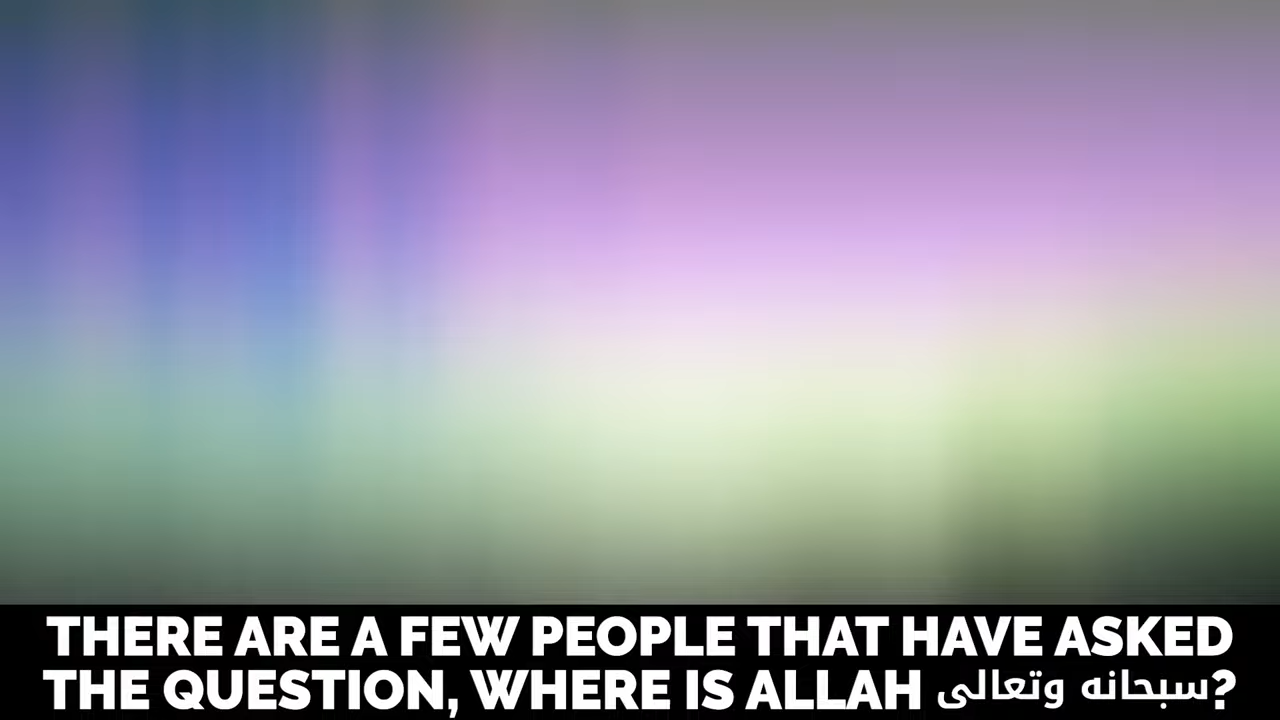 THERE ARE A FEW PEOPLE THAT HAVE ASKED
THE QUESTION, WHERE IS ALLAH سبحانه وتعالى?